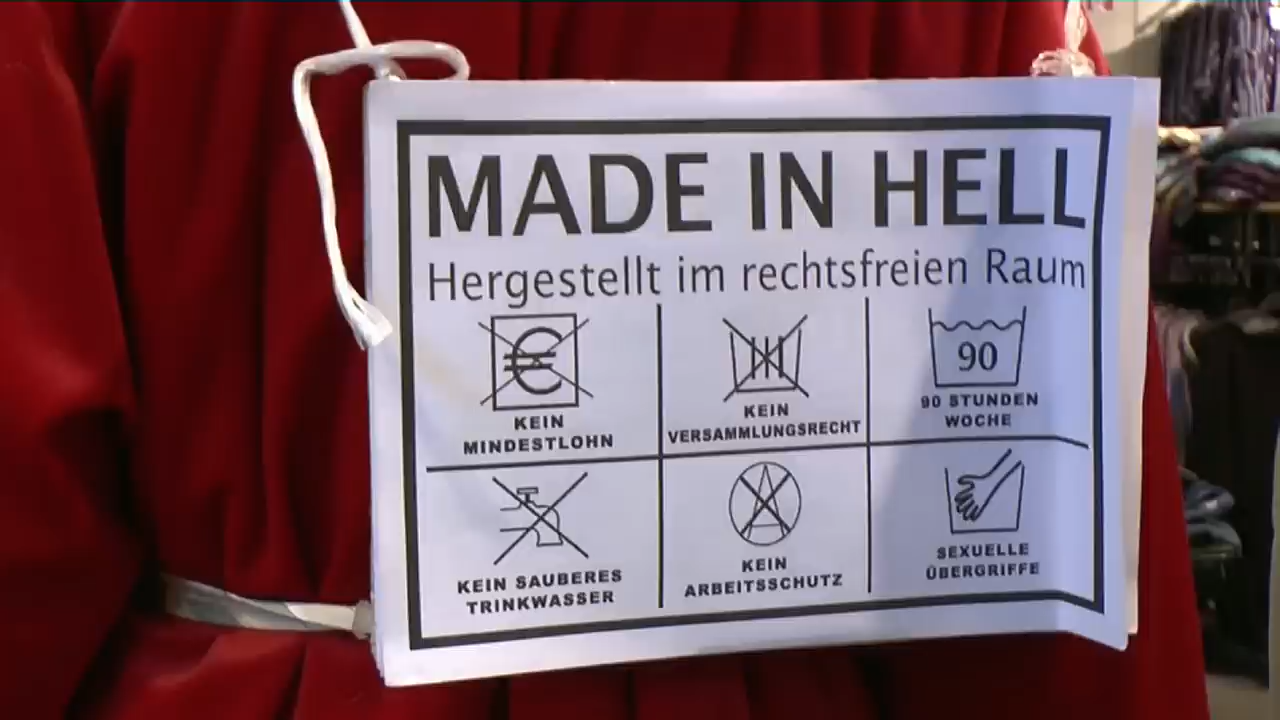 MADE IN HELL
Hergestellt im rechtsfreien Raum
€
KEIN
MINDESTLOHN
KEIN
VERSAMMLUNGSRECHT
90
90 STUNDEN
WOCHE
KEIN SAUBERES
TRINKWASSER
A
KEIN
ARBEITSSCHUTZ
SEXUELLE
ÜBERGRIFFE